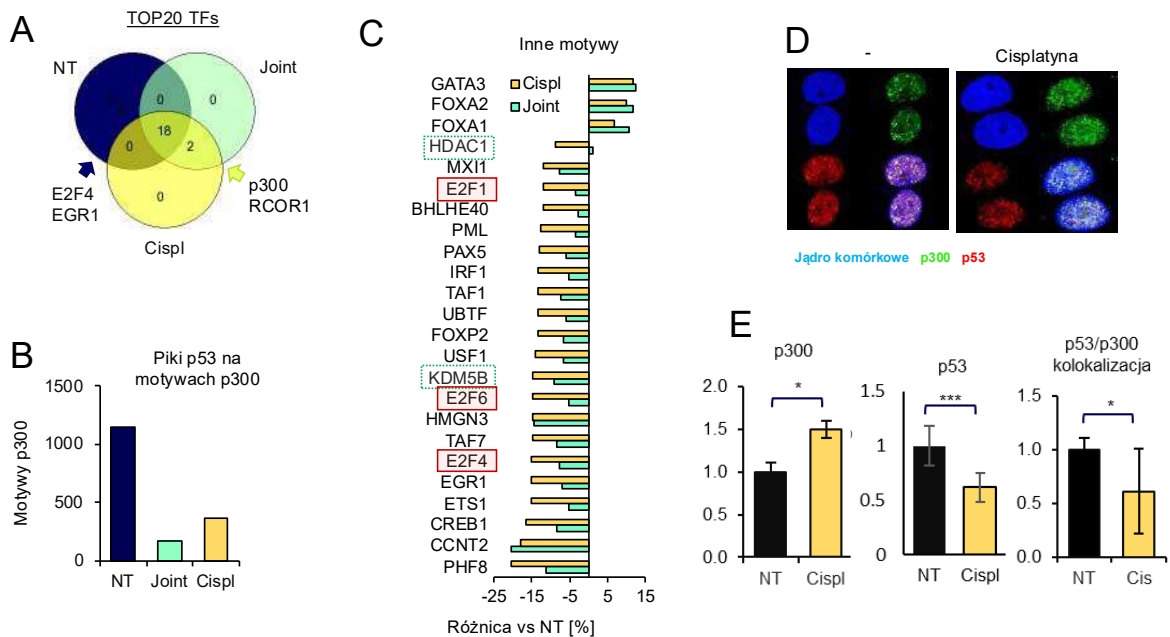 A
TOP20 TFs
NT
Joint
0
0
18
0
2
0
E2F4
EGR1
p300
RCOR1
Cispl
B
Piki p53 na
motywach p300
Motywy p300
1500
1000
500
0
NT
Joint
Cispl
C
Inne motywy
Cispl
Joint
GATA3
FOXA2
FOXA1
HDAC1
MXI1
E2F1
BHLHE40
PML
PAX5
IRF1
TAF1
UBTF
FOXP2
USF1
KDM5B
E2F6
HMGN3
TAF7
E2F4
EGR1
ETS1
CREB1
CCNT2
PHF8
-25
-15
-5
5
15
Różnica vs NT [%]
D
-
Cisplatyna
Jądro komórkowe p300 p53
E
p300
2.0
1.5
1.0
0.5
0.0
*
NT
Cispl
p53
1.5
1
0.5
0
***
NT
Cispl
p53/p300
kolokalizacja
1.5
1.0
0.5
0.0
*
NT
Cis